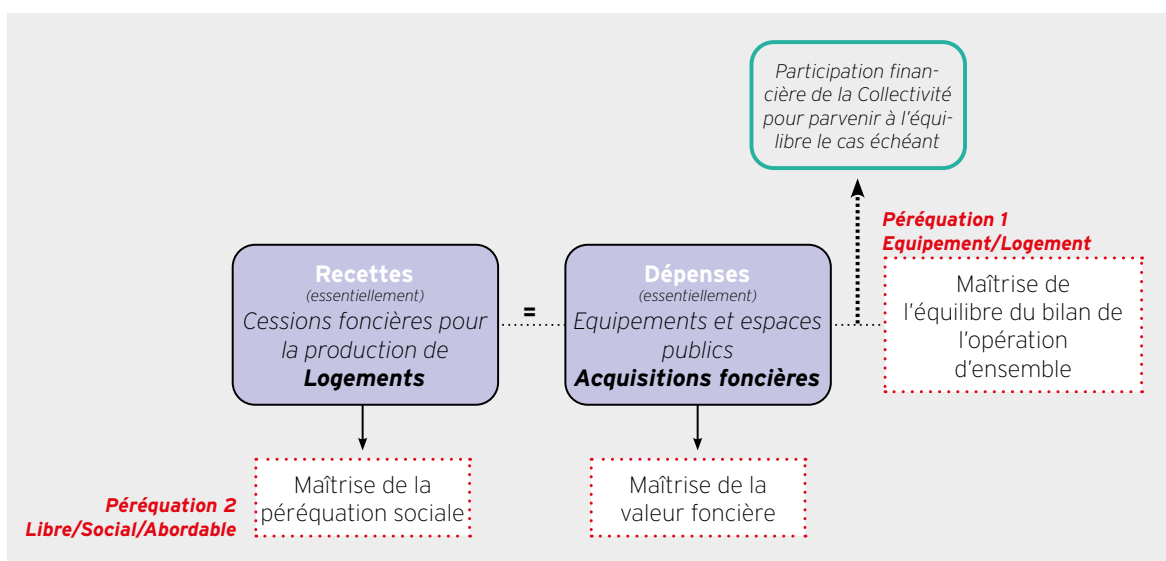 Participation finan-
cière de la Collectivité
pour parvenir à l'équi-
libre le cas échéant
Péréquation 1
Equipement/Logement
Recettes
(essentiellement)
Cessions foncières pour
la production de
Logements
=
Dépenses
(essentiellement)
Equipements et espaces
publics
Acquisitions foncières
Maîtrise de
l'équilibre du bilan de
l'opération
d'ensemble
Péréquation 2
Libre/Social/Abordable
Maîtrise de la
péréquation sociale
Maîtrise de la
valeur foncière